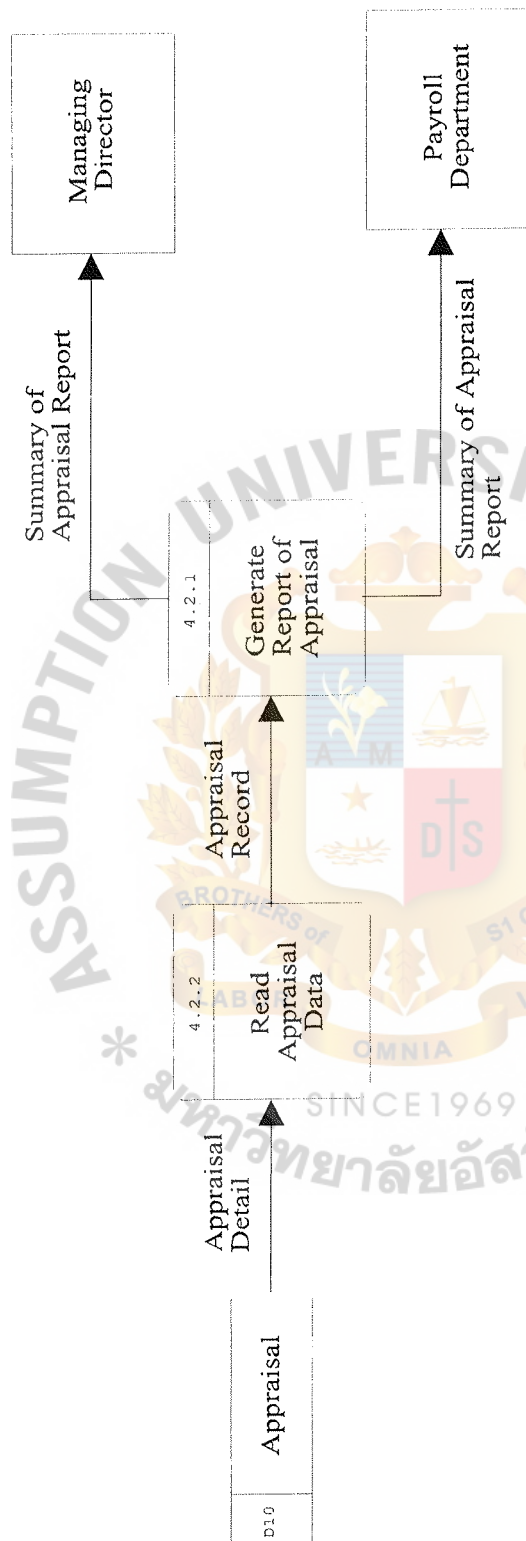 D10
Appraisal
Appraisal
Detail
4.2.2
Read
Appraisal
Data
Appraisal
Record
4.2.1
Generate
Report of
Appraisal
Summary of
Appraisal Report
Managing
Director
Summary of Appraisal
Report
Payroll
Department
ASSUMPTION
A M
D S
BROTHERS of
OMNIA
SINCE1969